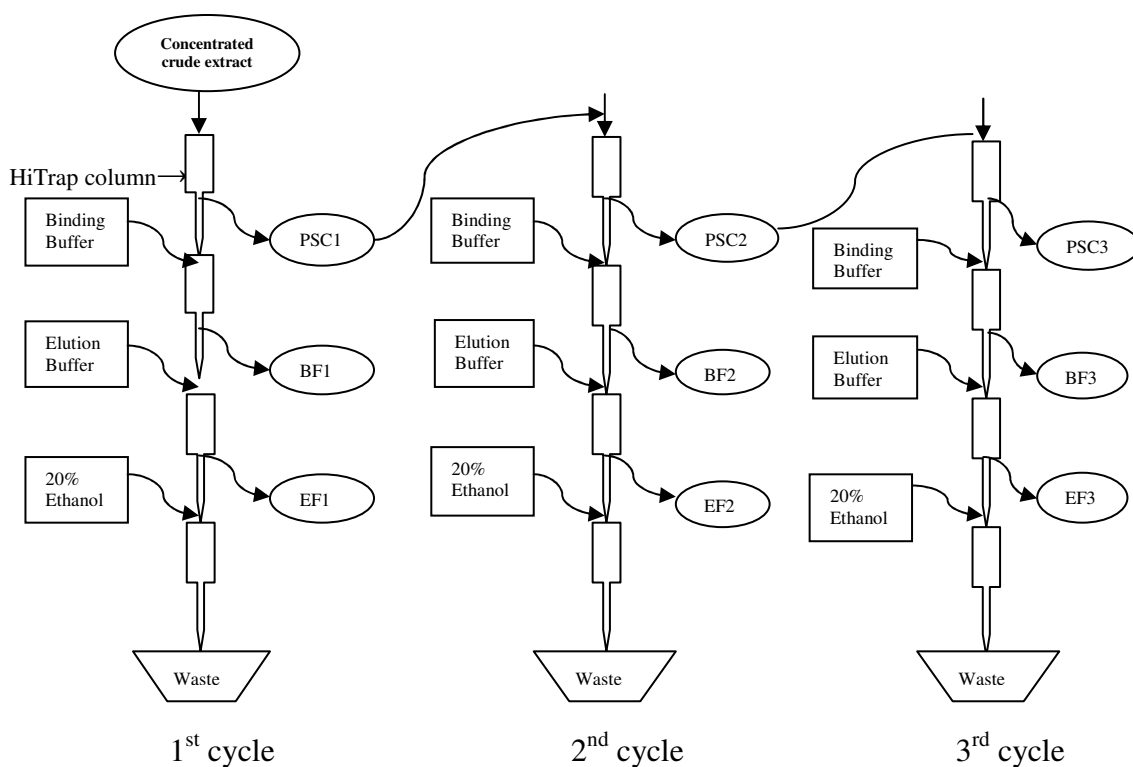 Concentrated
crude extract
HiTrap column
Binding
Buffer
PSC1
Elution
Buffer
BF1
20%
Ethanol
EF1
Waste
1st cycle
Binding
Buffer
PSC2
Elution
Buffer
BF2
20%
Ethanol
EF2
Waste
2nd cycle
Binding
Buffer
PSC3
Elution
Buffer
BF3
20%
Ethanol
EF3
Waste
3rd cycle